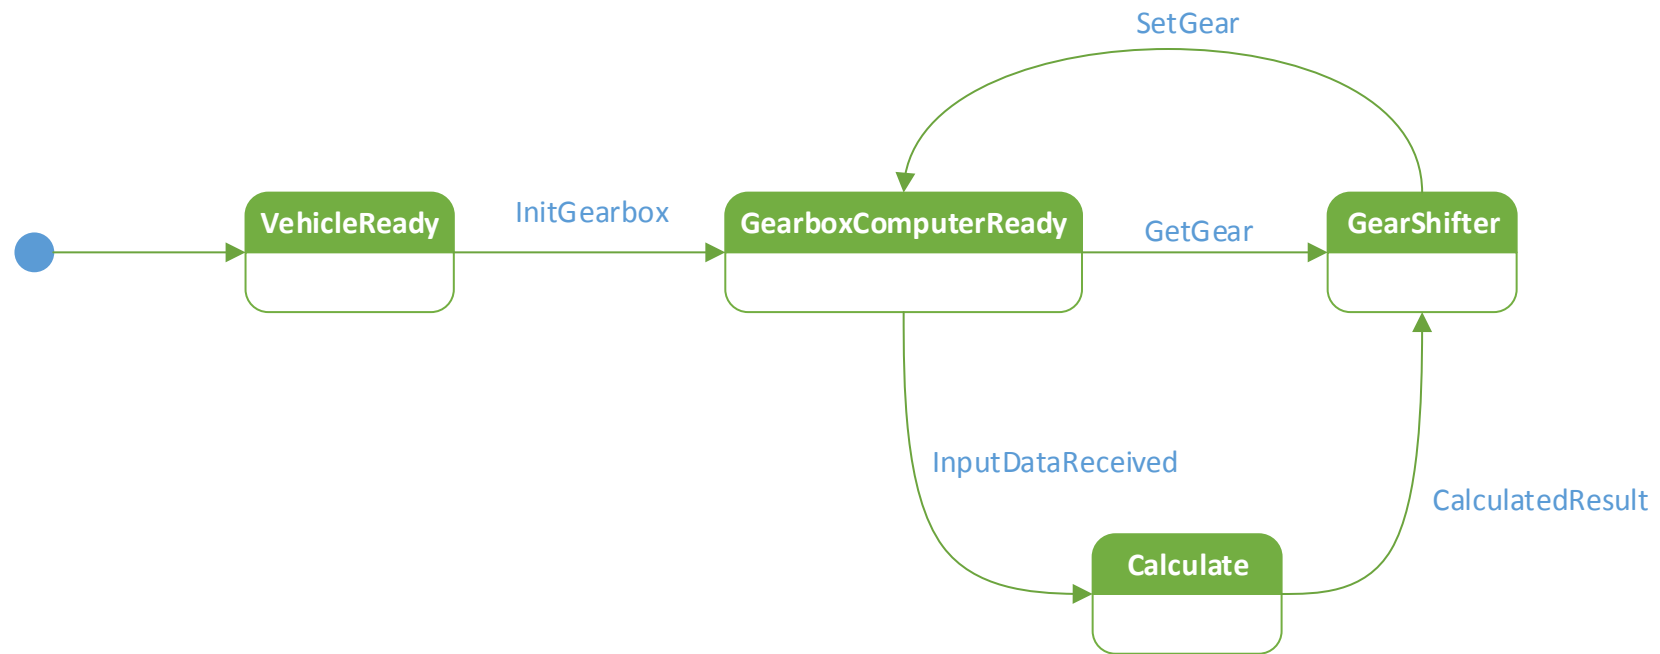 SetGear
VehicleReady
InitGearbox
GearboxComputerReady
GetGear
GearShifter
InputDataReceived
CalculatedResult
Calculate